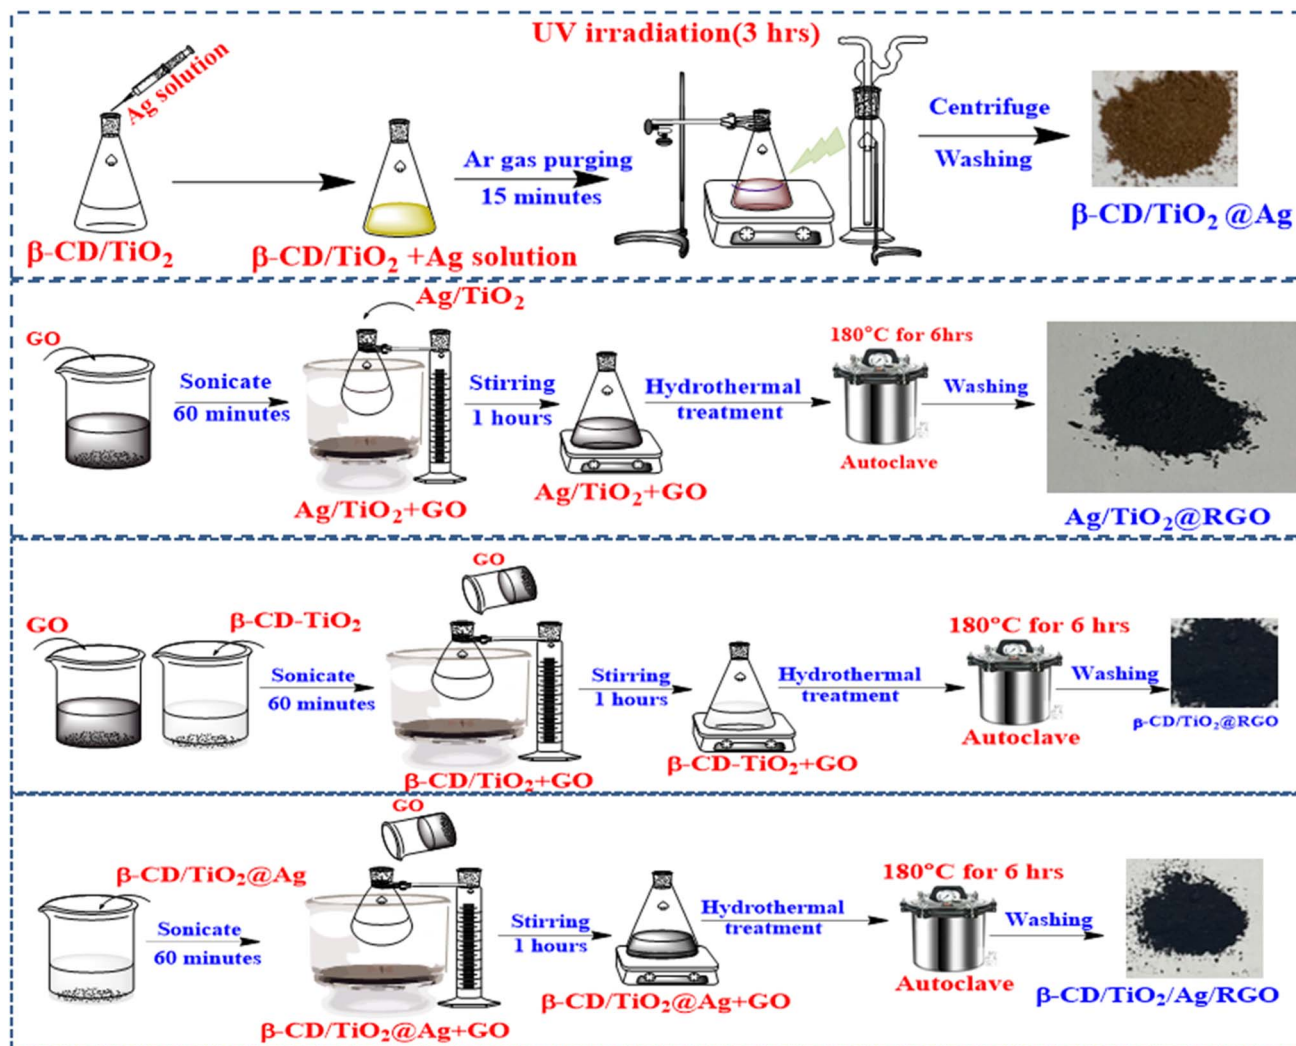 UV irradiation(3 hrs)
Ag solution
β-CD/TiO₂
β-CD/TiO₂ +Ag solution
Ar gas purging
15 minutes
Centrifuge
Washing
β-CD/TiO₂ @Ag
GO
Sonicate
60 minutes
Ag/TiO₂
Ag/TiO₂+GO
Stirring
1 hours
Ag/TiO₂+GO
Hydrothermal
treatment
180°C for 6hrs
Autoclave
Washing
Ag/TiO₂@RGO
GO
β-CD-TiO₂
Sonicate
60 minutes
GO
β-CD/TiO₂+GO
Stirring
1 hours
β-CD-TiO₂+GO
Hydrothermal
treatment
180°C for 6 hrs
Autoclave
Washing
β-CD/TiO₂@RGO
β-CD/TiO₂@Ag
Sonicate
60 minutes
GO
β-CD/TiO₂@Ag+GO
Stirring
1 hours
β-CD/TiO₂@Ag+GO
Hydrothermal
treatment
180°C for 6 hrs
Autoclave
Washing
β-CD/TiO₂/Ag/RGO